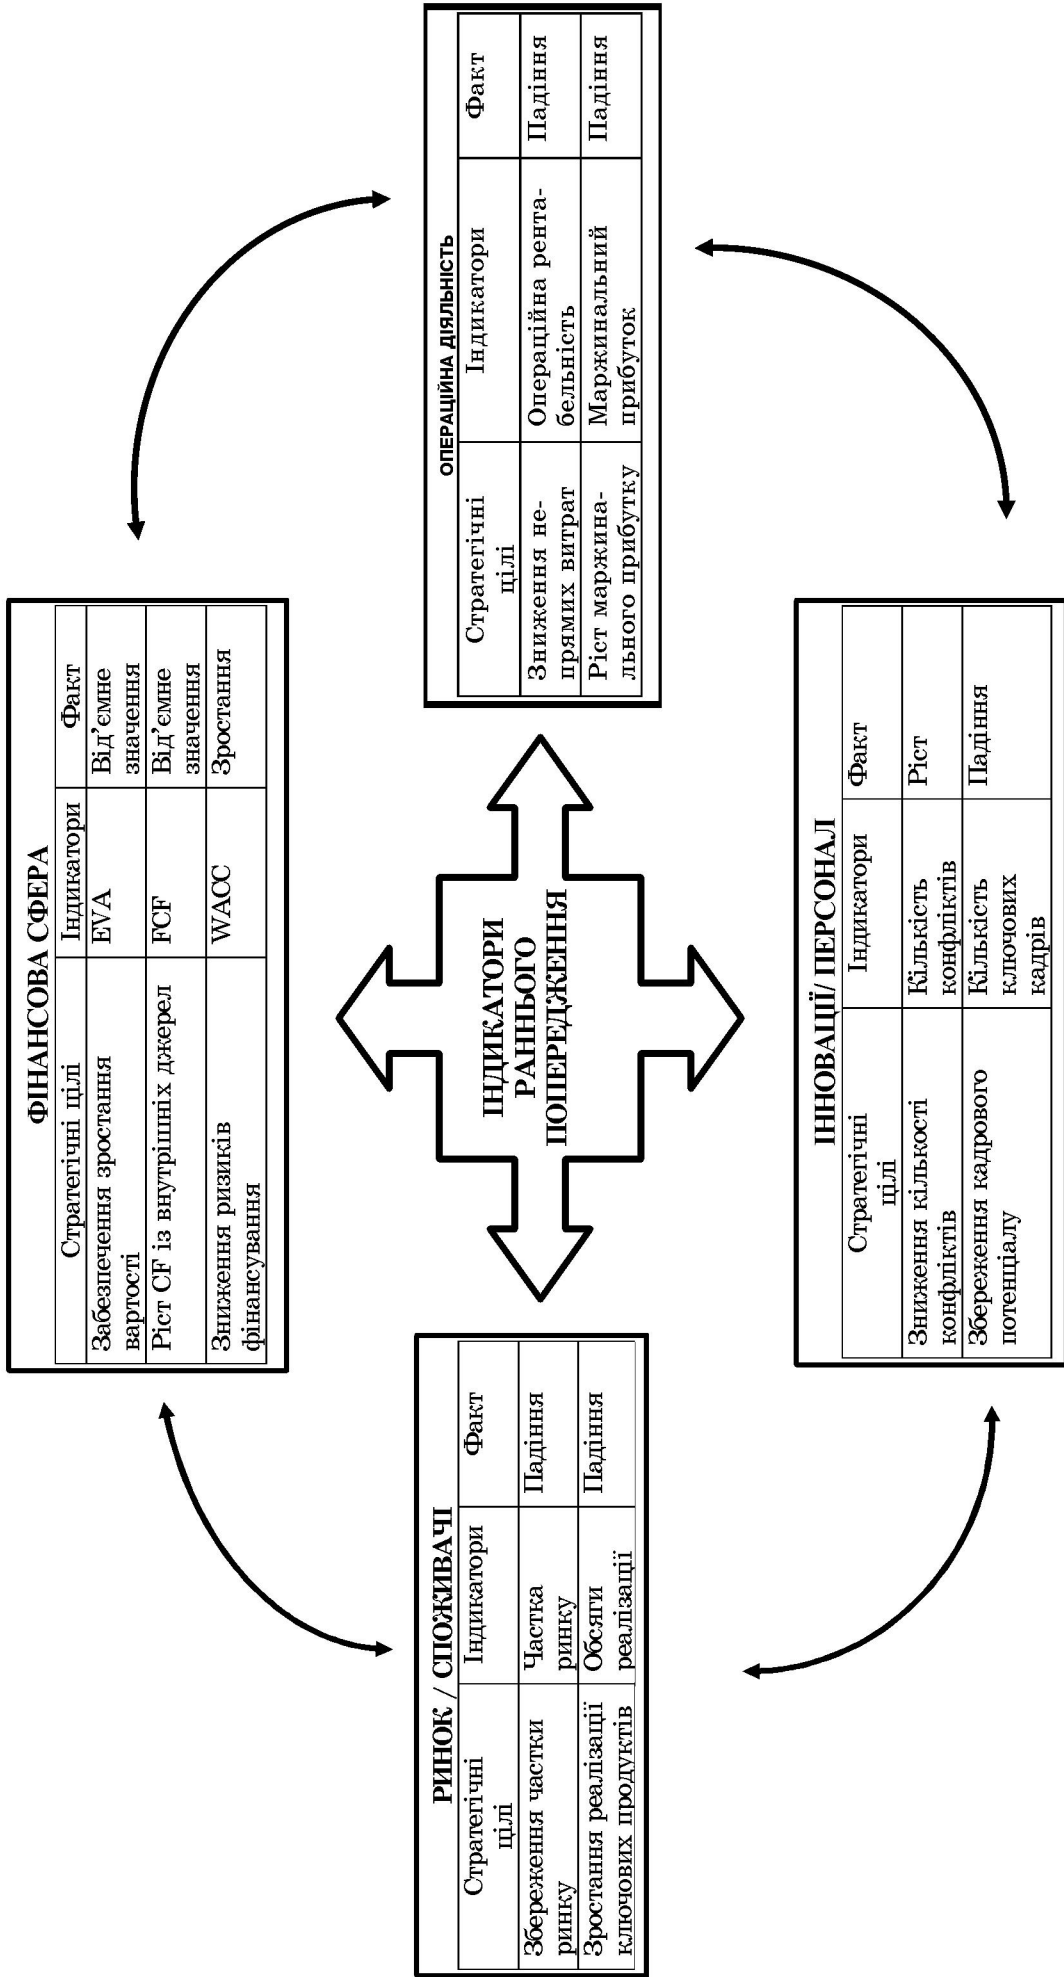 ФІНАНСОВА СФЕРА
Стратегічні цілі
Індикатори
Факт
Забезпечення зростання
вартості
EVA
Від’ємне
значення
Ріст CF із внутрішніх джерел
FCF
Від’ємне
значення
Зниження ризиків
фінансування
WACC
Зростання
РИНОК / СПОЖИВАЧІ
Стратегічні
цілі
Індикатори
Факт
Збереження частки
ринку
Частка
ринку
Падіння
Зростання реалізації
ключових продуктів
Обсяги
реалізації
Падіння
ІНДИКАТОРИ
РАННЬОГО
ПОПЕРЕДЖЕННЯ
ОПЕРАЦІЙНА ДІЯЛЬНІСТЬ
Стратегічні
цілі
Індикатори
Факт
Зниження не-
прямих витрат
Операційна рента-
бельність
Падіння
Ріст маржина-
льного прибутку
Маржинальний
прибуток
Падіння
ІННОВАЦІЇ/ ПЕРСОНАЛ
Стратегічні
цілі
Індикатори
Факт
Зниження кількості
конфліктів
Кількість
конфліктів
Ріст
Збереження кадрового
потенціалу
Кількість
ключових
кадрів
Падіння